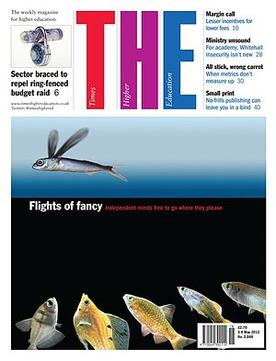 The weekly magazine
for higher education
Sector braced to
repel ring-fenced
budget raid 6
www.timeshighereducation.co.uk
Twitter: @timeshighered
THE
Times
Higher
Education
Margin call
Lesser incentives for
lower fees 10
Ministry unsound
For academy, Whitehall
insecurity isn't new 28
All stick, wrong carrot
When metrics don't
measure up 30
Small print
No-frills publishing can
leave you in a bind 40
Flights of fancy Independent minds free to go where they please
£2.70
3-9 May 2012